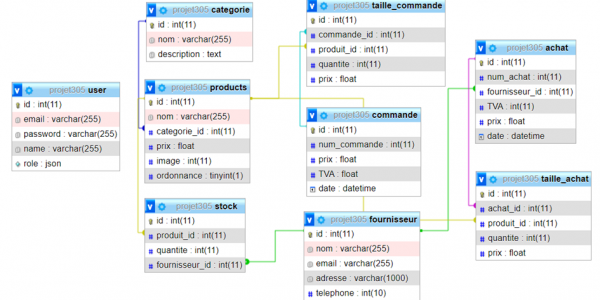 projet305 user
id : int(11)
email : varchar(255)
password : varchar(255)
name : varchar(255)
role : json
projet305 categorie
id : int(11)
nom : varchar(255)
description : text
projet305 products
id : int(11)
nom : varchar(255)
categorie_id : int(11)
prix : float
image : int(11)
ordonnance : tinyint(1)
projet305 stock
id : int(11)
produit_id : int(11)
quantite : int(11)
fournisseur_id : int(11)
projet305 taille_commande
id : int(11)
commande_id : int(11)
produit_id : int(11)
quantite : int(11)
prix : float
projet305 commande
id : int(11)
num_commande : int(11)
prix : float
TVA : float
date : datetime
projet305 fournisseur
id : int(11)
nom : varchar(255)
email : varchar(255)
adresse : varchar(1000)
telephone : int(10)
projet305 achat
id : int(11)
num_achat : int(11)
fournisseur_id : int(11)
TVA : int(11)
prix : float
date : datetime
projet305 taille_achat
id : int(11)
achat_id : int(11)
produit_id : int(11)
quantite : int(11)
prix : float